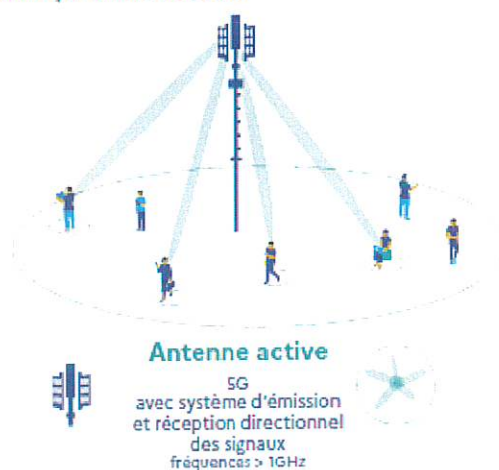 Antenne active
5G
avec système d'émission
et réception directionnel
des signaux
fréquences > 1GHz